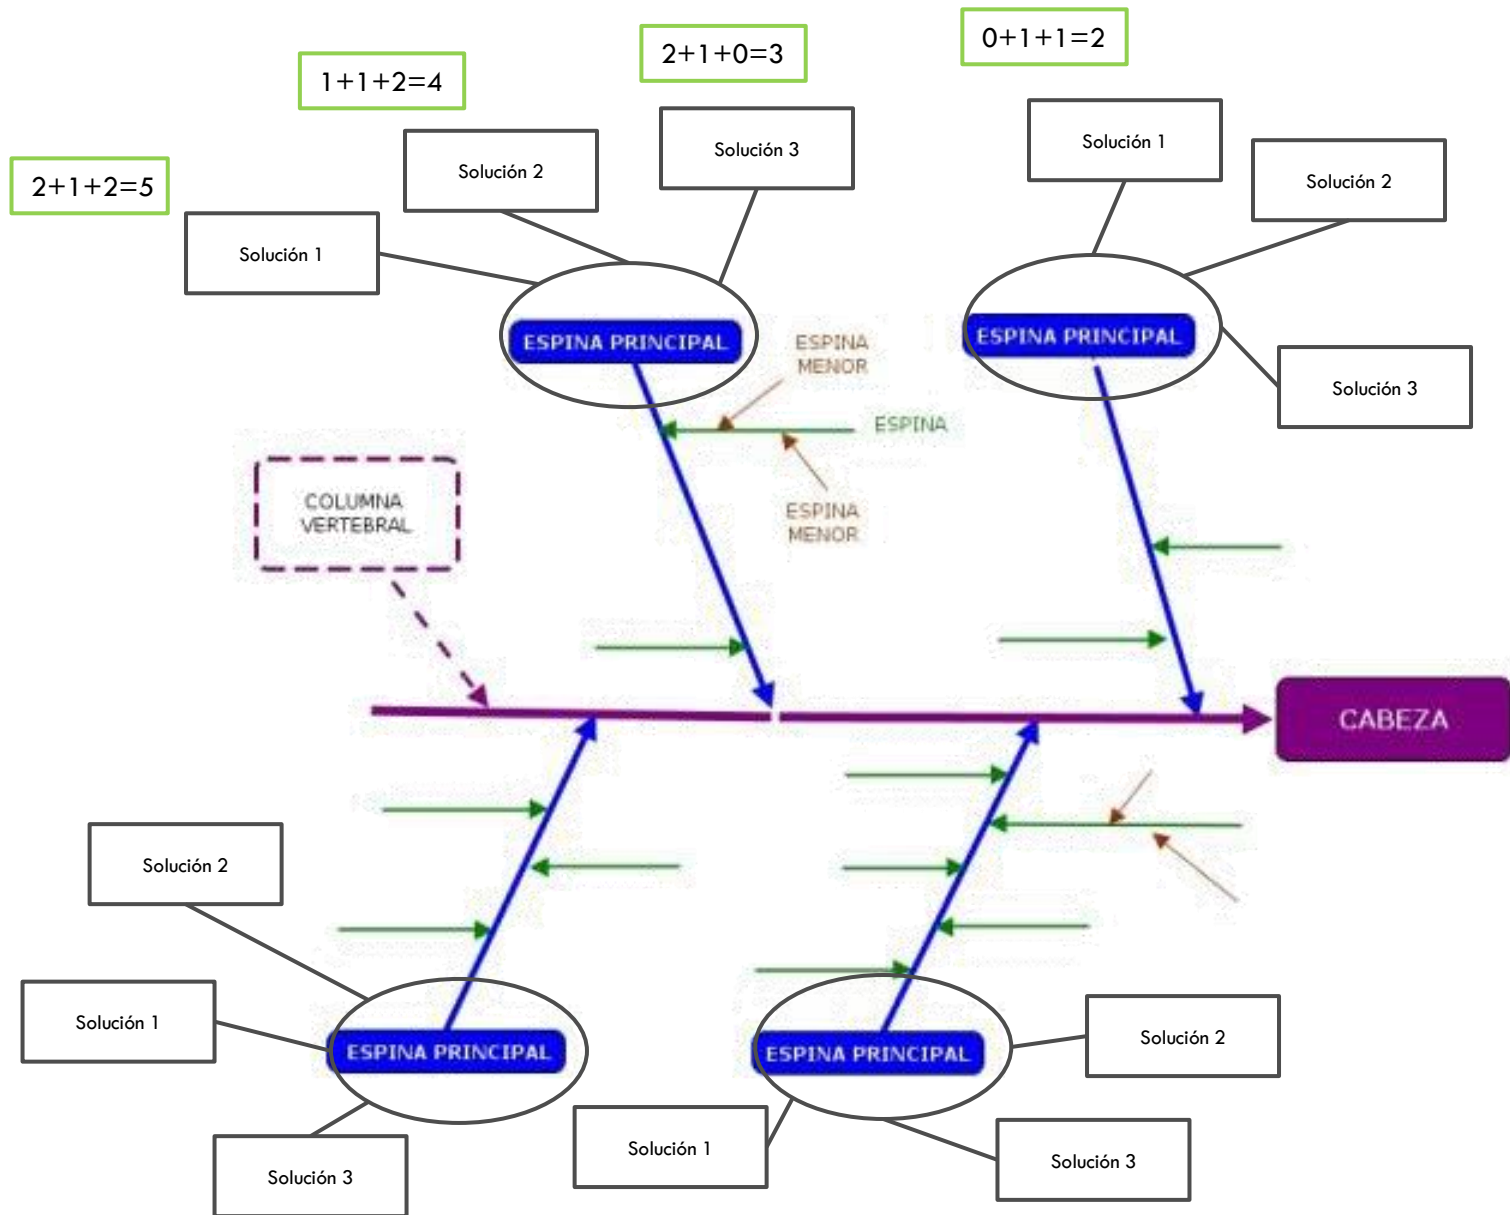 0+1+1=2
2+1+0=3
1+1+2=4
2+1+2=5
Solución 1
Solución 2
Solución 3
Solución 1
Solución 2
Solución 3
ESPINA PRINCIPAL
ESPINA PRINCIPAL
ESPINA
MENOR
ESPINA
ESPINA
MENOR
COLUMNA
VERTEBRAL
CABEZA
Solución 2
Solución 1
Solución 3
ESPINA PRINCIPAL
ESPINA PRINCIPAL
Solución 2
Solución 1
Solución 3